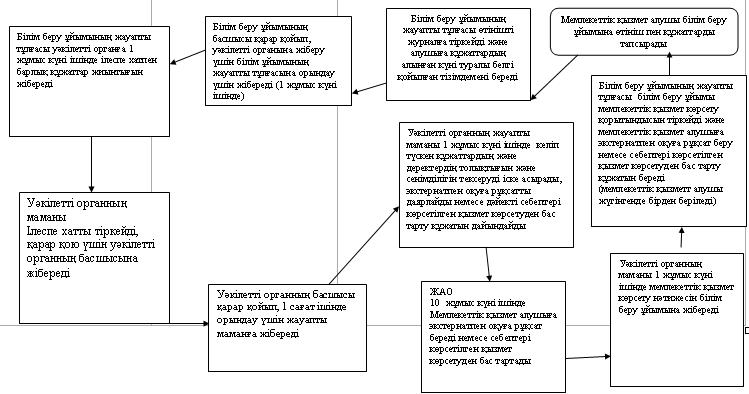 Білім беру ұйымының жауапты
тұлғасы уәкілетті органға 1
жұмыс күні ішінде ілеспе хатпен
барлық құжаттар жиынтығын
жібереді
Білім беру ұйымының
басшысы қарар қойып,
уәкілетті органына жіберу
үшін білім ұйымының
жауапты тұлғасына орындау
үшін жібереді (1 жұмыс күні
ішінде)
Білім беру ұйымының
жауапты тұлғасы өтінішті
журналға тіркейді және
алушыға құжаттардың
алынған күні туралы белгі
қойылған тізімдемені береді
Мемлекеттік қызмет алушы білім беру
ұйымына өтініш пен құжаттарды
тапсырады
Білім беру ұйымының жауапты
тұлғасы білім беру ұйымы
мемлекет қызмет көрсету
қорытындысын тіркейді және
мемлекеттік қызмет алушыға
экстернатпен оқуға рұқсат беру
немесе себептері көрсетілген
қызмет көрсетуден бас тарту
құжатын береді
(мемлекеттік қызметті алушы
жүгінгенде бірден беріледі)
Уәкілетті органның жауапты
маманы 1 жұмыс күні ішінде келіп
түскен құжаттардың және
деректердің толықтығын және
сенімділігін тексеруді іске асырады,
экстернатпен оқуға рұқсатты
даярлайды немесе дәйекті себептері
көрсетілген қызмет көрсетуден бас
тарту құжатын дайындайды
Уәкілетті органның
маманы
Ілеспе хатты тіркейді,
қарар қою үшін уәкілетті
органның басшысына
жібереді
Уәкілетті органның басшысы
қарар қойып, 1 сағат ішінде
орындау үшін жауапты
маманға жібереді
ЖАО
10 жұмыс күні ішінде
Мемлекеттік қызмет алушыға
экстернатпен оқуға рұқсат
береді немесе себептері
көрсетілген қызмет
көрсетуден бас тартады
Уәкілетті органның
маманы 1 жұмыс күні
ішінде мемлекеттік қызмет
көрсету нәтижесін білім
беру ұйымына жібереді